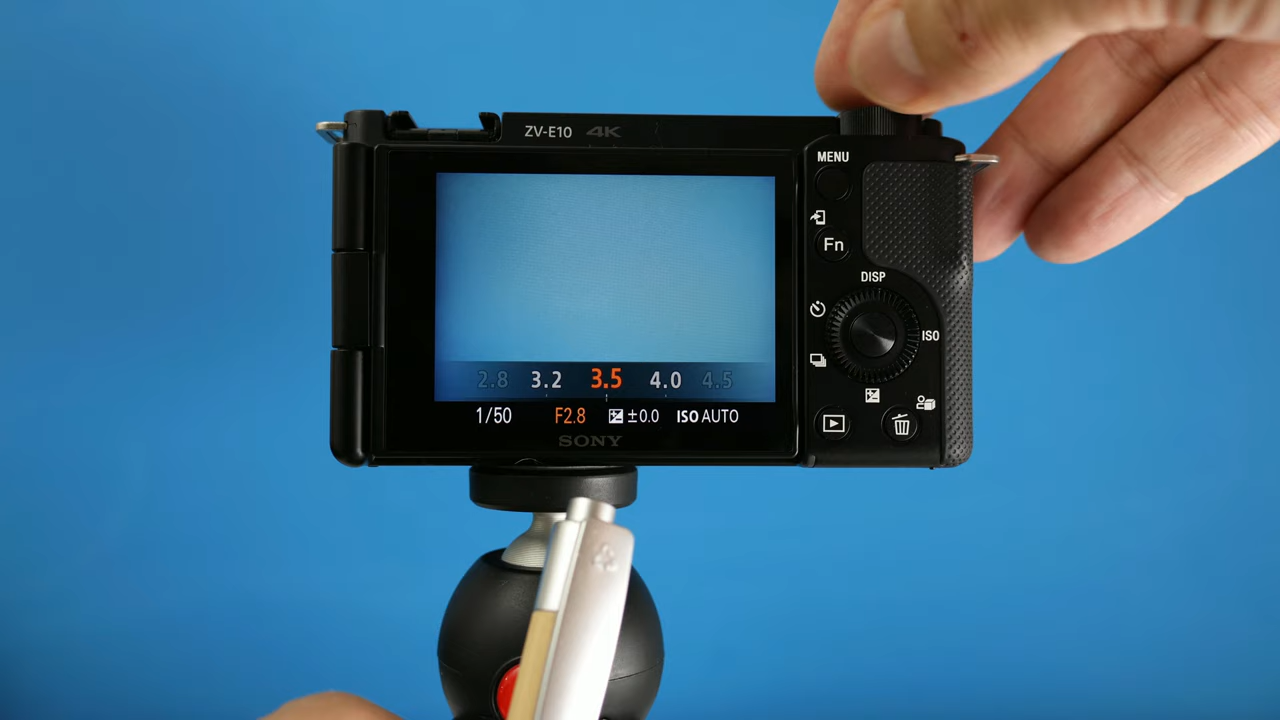 ZV-E10 4K
MENU
Fn
DISP
ISO
2.8 3.2 3.5 4.0 4.5
1/50 F2.8 ±0.0 ISO AUTO
SONY